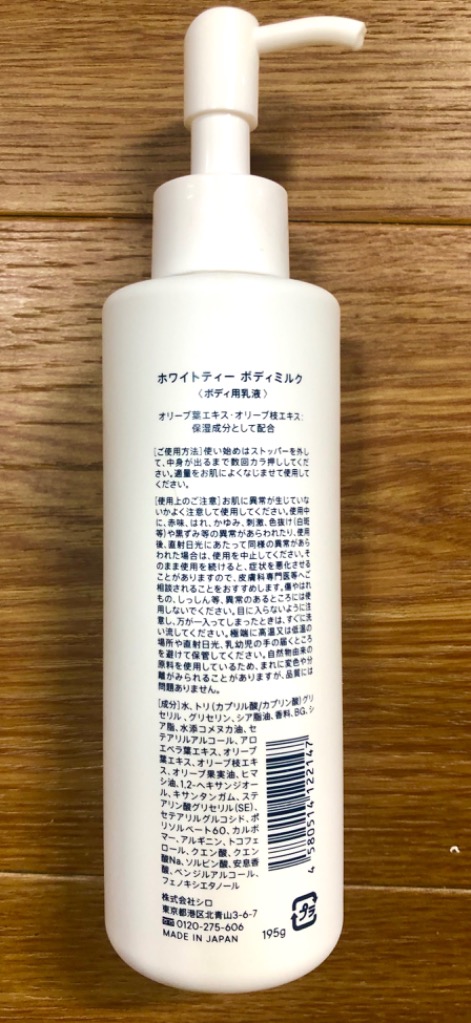 ホワイトティー ボディミルク
〈ボディ用乳液〉
オリーブ葉エキス・オリーブ枝エキス:
保湿成分として配合
[ご使用方法]使い始めはストッパーを外し
て、中身が出るまで数回カラ押ししてくだ
さい。適量をお肌によくなじませて使用して
ください。
[使用上のご注意]お肌に異常が生じていな
いかよく注意して使用してください。使用中
に、赤味、はれ、かゆみ、刺激、色抜け(白斑
等)や黒ずみ等の異常があらわれたり、使用
後、直射日光にあたって同様の異常があら
われた場合は、使用を中止してください。そ
のまま使用を続けると、症状を悪化させる
ことがありますので、皮膚科専門医等へご
相談されることをおすすめします。傷やはれ
もの、しっしん等、異常のあるところには使
用しないでください。目に入らないように注
意し、万が一入ってしまったときは、すぐに洗
い流してください。極端に高温又は低温の
場所や直射日光、乳幼児の手の届くところ
を避けて保管してください。自然物由来の
原料を使用しているため、まれに変色や分
離がみられることがありますが、品質には
問題ありません。
[成分]水、トリ(カプリル酸/カプリン酸)グリ
セリル、グリセリン、シア脂油、香料、BG、シ
ア脂、水添コメヌカ油、セ
テアリルアルコール、アロ
エベラ葉エキス、オリーブ
葉エキス、オリーブ枝エキ
ス、オリーブ果実油、ヒマ
シ油、1,2-ヘキサンジオー
ル、キサンタンガム、ステ
アリン酸グリセリル(SE)、
セテアリルグルコシド、ポ
リソルベート60、カルボ
マー、アルギニン、トコフェ
ロール、クエン酸、クエン
酸Na、ソルビン酸、安息香
酸、ベンジルアルコール、
フェノキシエタノール
4 580514 122147
株式会社シロ
東京都港区北青山3-6-7
0120-275-606
MADE IN JAPAN
195g
プラ